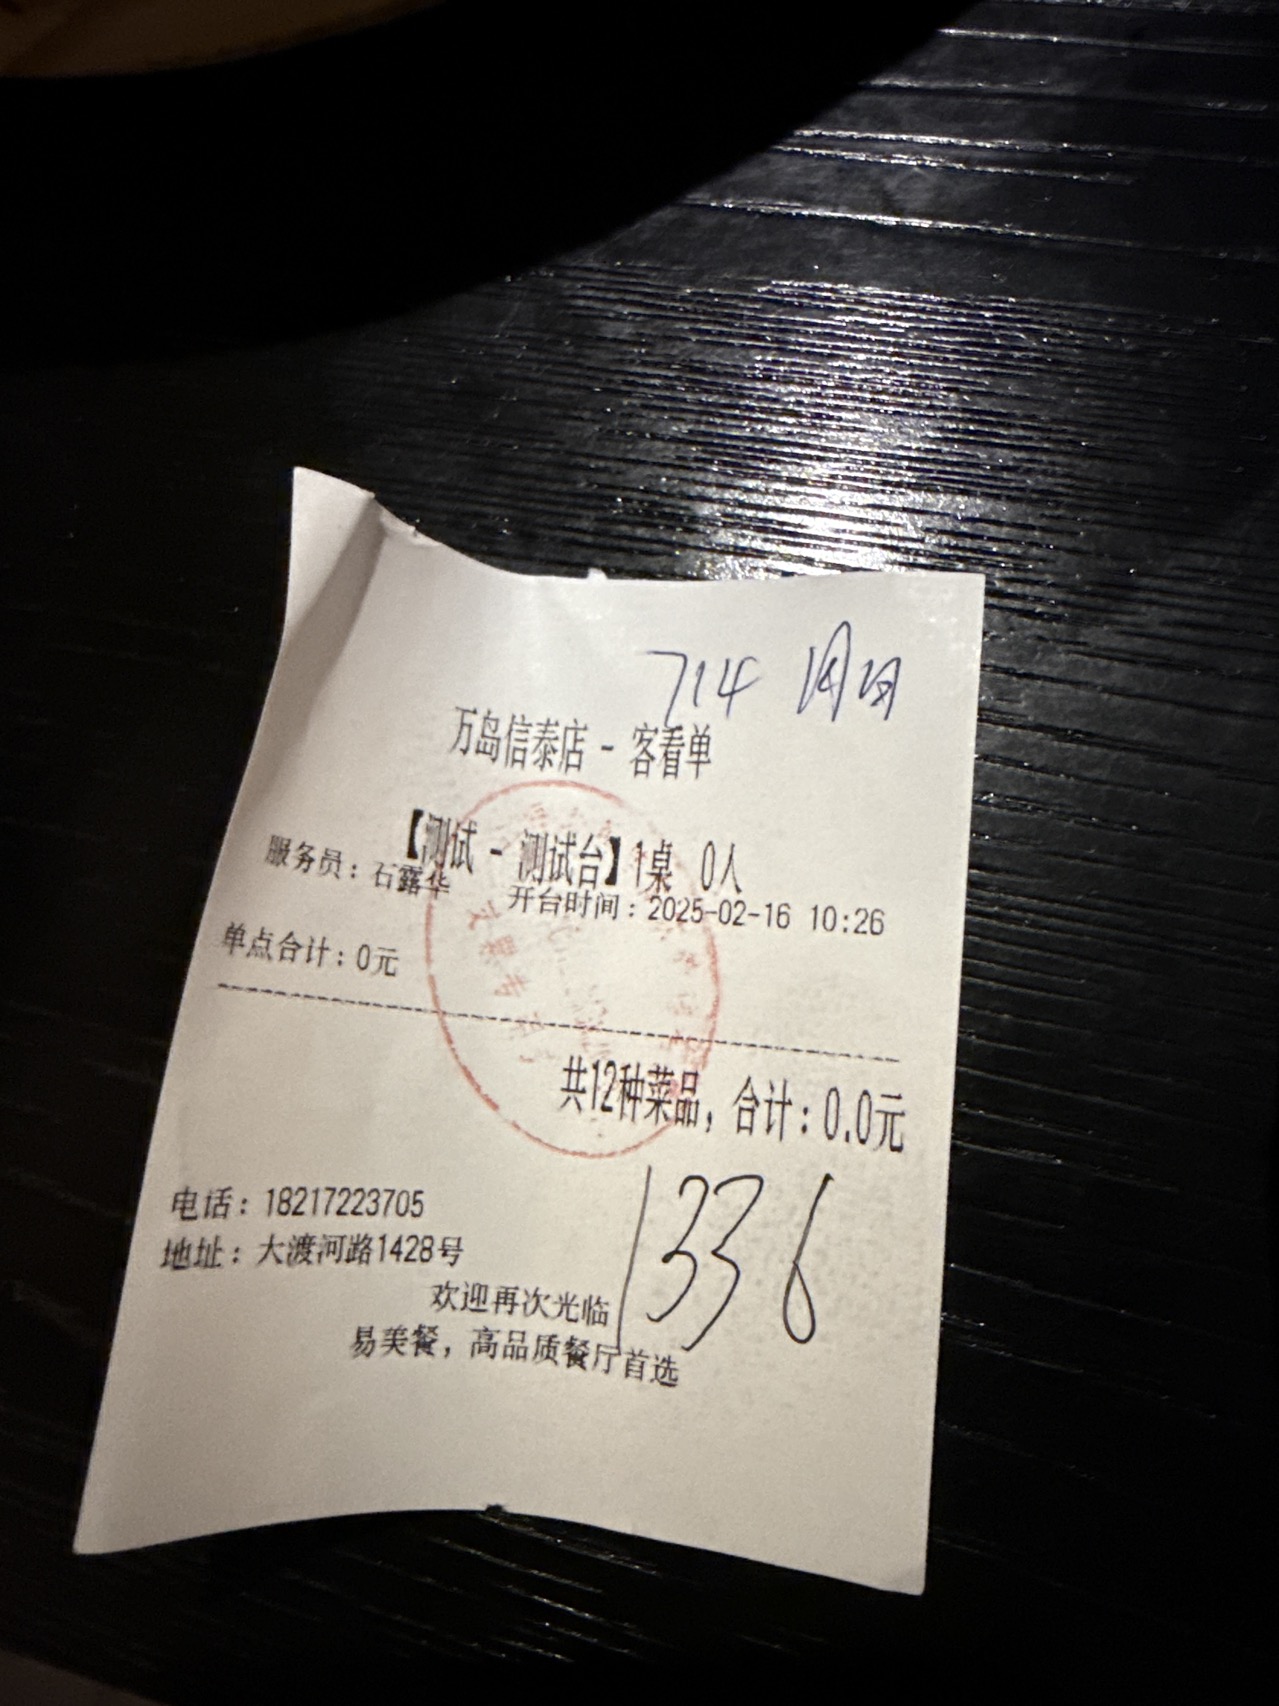 714 周日
万岛信泰店 - 客看单
【测试 - 测试台】1桌 0人
服务员：石露华 开台时间：2025-02-16 10:26
单点合计：0元
共12种菜品，合计：0.0元
1336
电话：18217223705
地址：大渡河路1428号
欢迎再次光临
易美餐，高品质餐厅首选